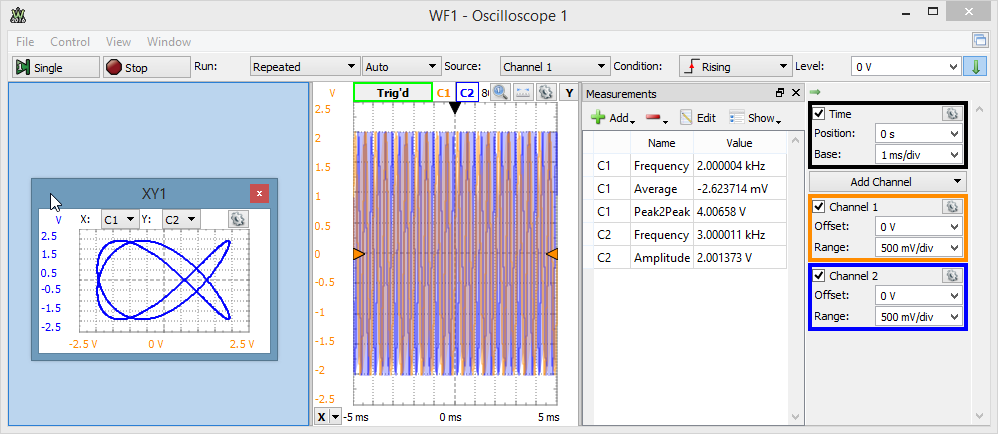 WF1 - Oscilloscope 1
File Control View Window
Single Stop Run: Repeated Auto Source: Channel 1 Condition: Rising Level: 0 V
XY1
V X: C1 Y: C2
2.5
1.5
0.5
-0.5
-1.5
-2.5
-2.5 V 0 V 2.5 V
V Trig'd C1 C2 Y
2.5
2
1.5
1
0.5
0
-0.5
-1
-1.5
-2
-2.5
X -5 ms 0 ms 5 ms
Measurements
Add Edit Show
Name Value
C1 Frequency 2.000004 kHz
C1 Average -2.623714 mV
C1 Peak2Peak 4.00658 V
C2 Frequency 3.000011 kHz
C2 Amplitude 2.001373 V
Time
Position: 0 s
Base: 1 ms/div
Add Channel
Channel 1
Offset: 0 V
Range: 500 mV/div
Channel 2
Offset: 0 V
Range: 500 mV/div